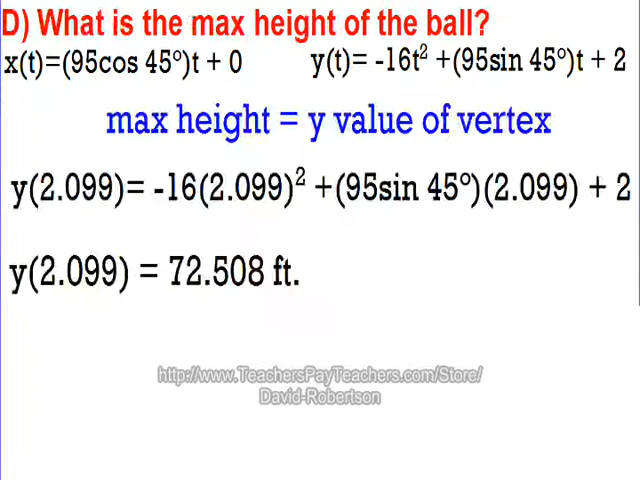 D) What is the max height of the ball?
x(t)=(95cos 45°)t + 0 y(t)= -16t² +(95sin 45°)t + 2
max height = y value of vertex
y(2.099)= -16(2.099)² +(95sin 45°)(2.099) + 2
y(2.099) = 72.508 ft.
http://www.TeachersPayTeachers.com/Store/
David-Robertson